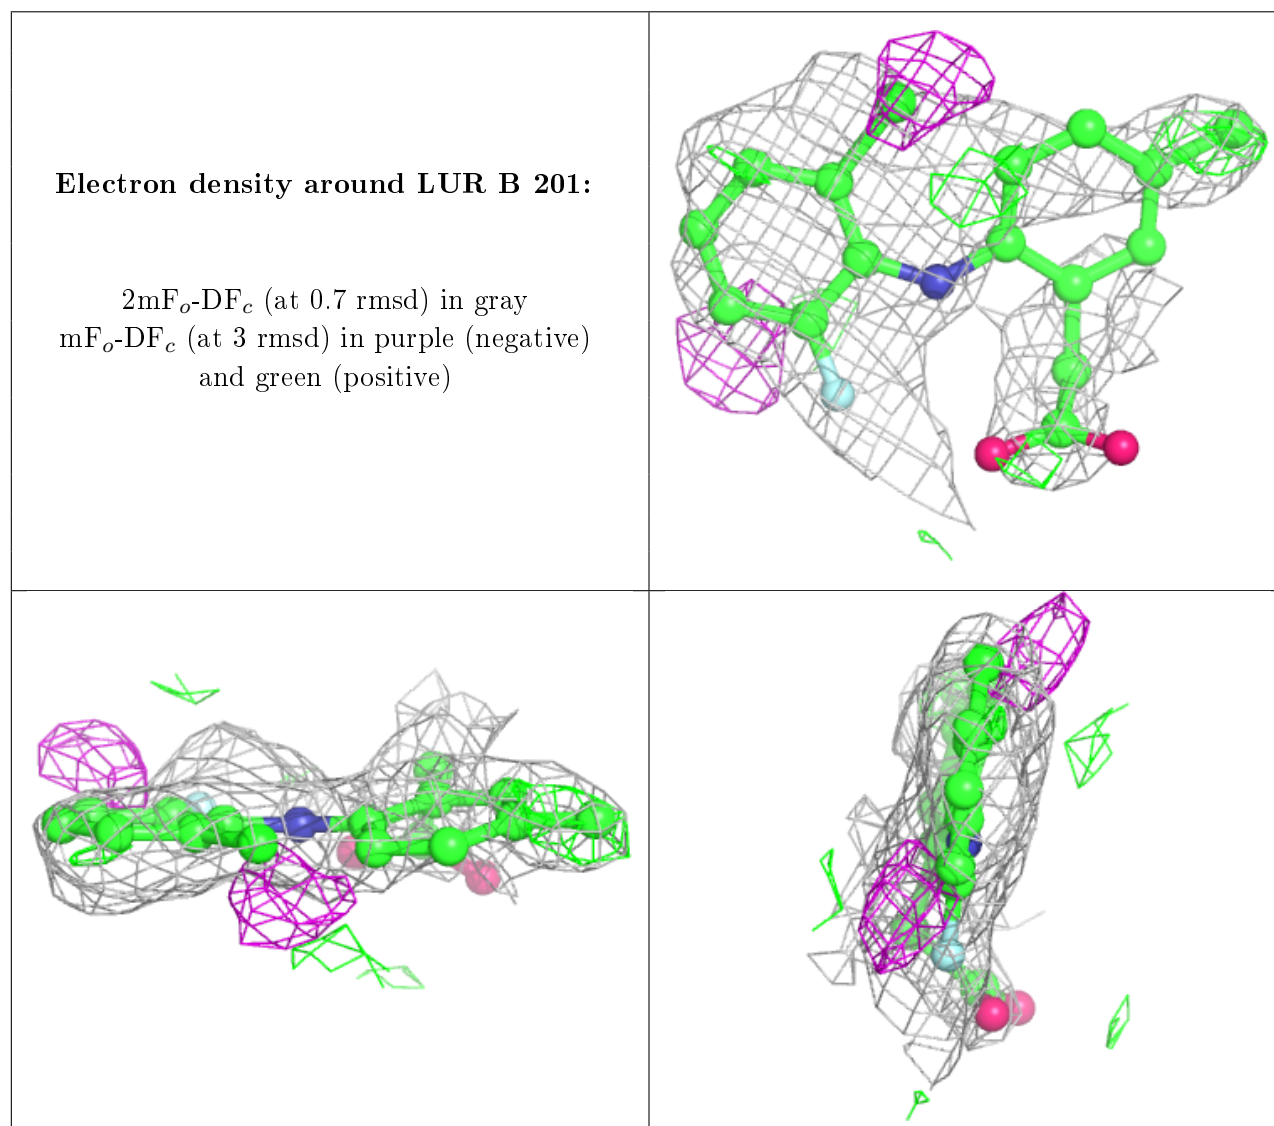 Electron density around LUR B 201:
2mFo-DFc (at 0.7 rmsd) in gray
mFo-DFc (at 3 rmsd) in purple (negative)
and green (positive)